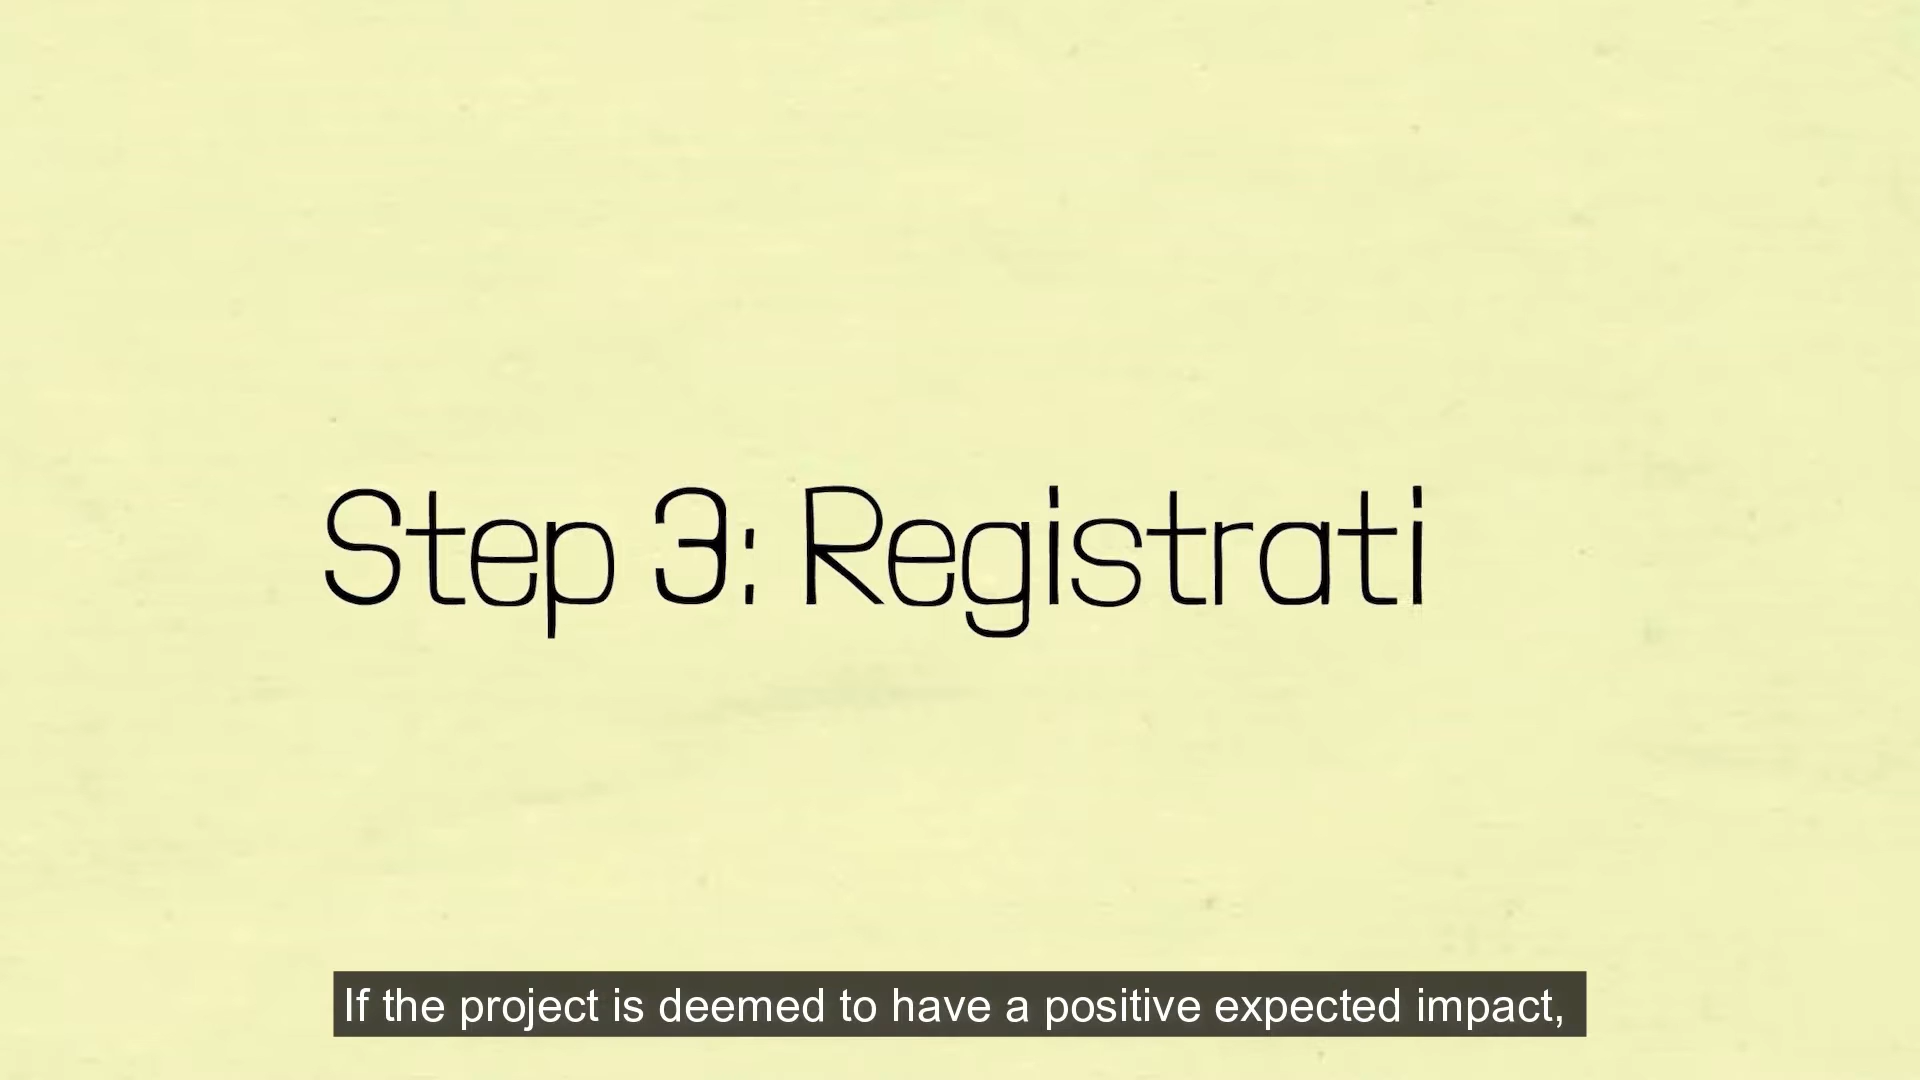 Step 3: Registrati
If the project is deemed to have a positive expected impact,